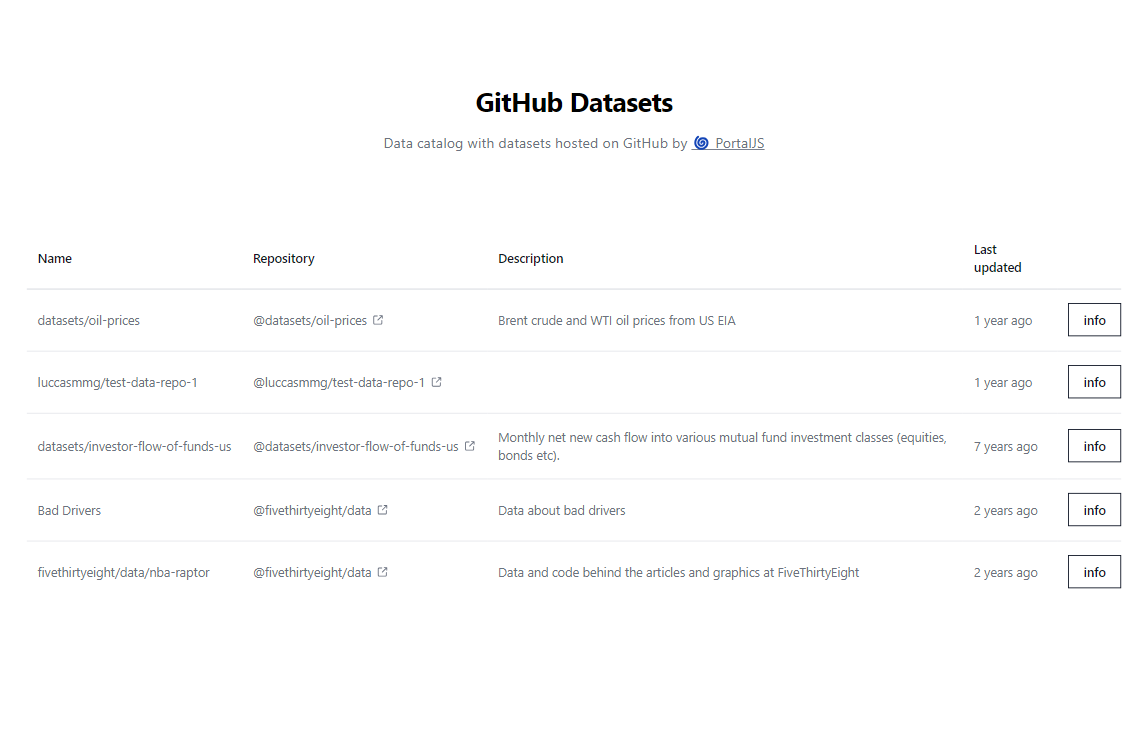 GitHub Datasets
Data catalog with datasets hosted on GitHub by 🌀 PortalJS
Name Repository Description Last updated
datasets/oil-prices @datasets/oil-prices Brent crude and WTI oil prices from US EIA 1 year ago info
luccasmmg/test-data-repo-1 @luccasmmg/test-data-repo-1 1 year ago info
datasets/investor-flow-of-funds-us @datasets/investor-flow-of-funds-us Monthly net new cash flow into various mutual fund investment classes (equities,
bonds etc). 7 years ago info
Bad Drivers @fivethirtyeight/data Data about bad drivers 2 years ago info
fivethirtyeight/data/nba-raptor @fivethirtyeight/data Data and code behind the articles and graphics at FiveThirtyEight 2 years ago info